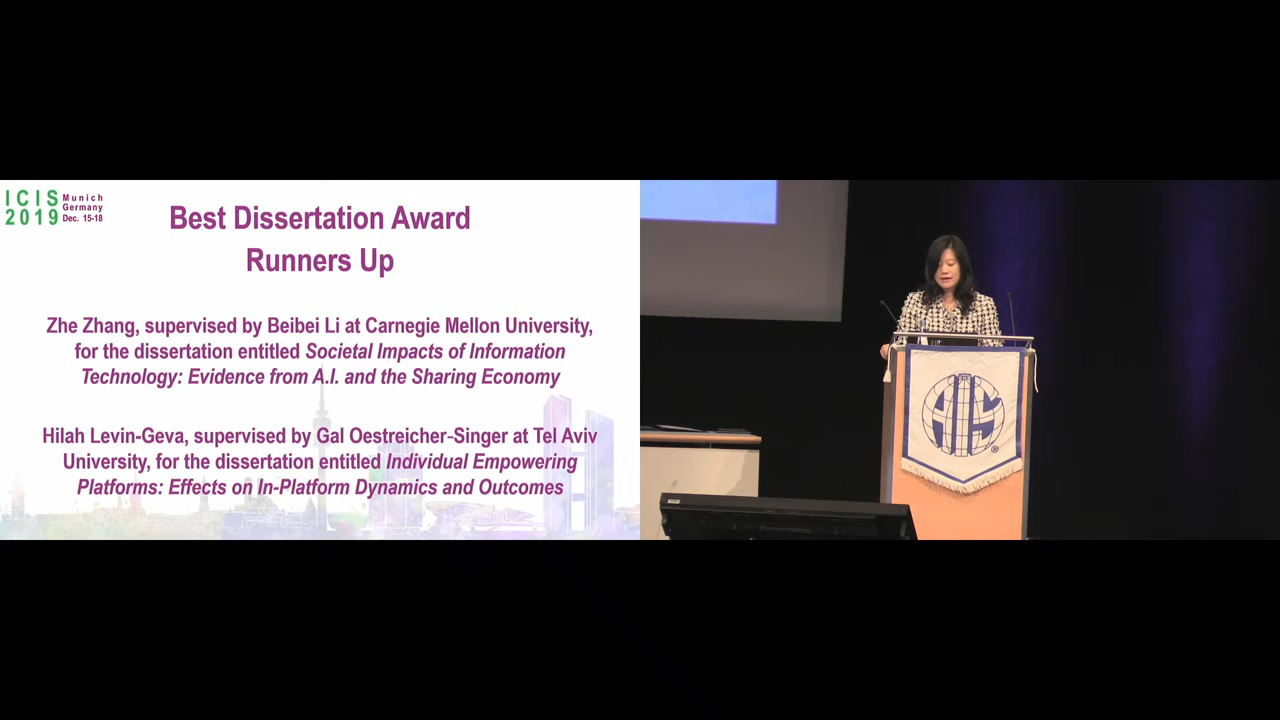 ICIS
2019
Munich
Germany
Dec. 15-18
Best Dissertation Award
Runners Up
Zhe Zhang, supervised by Beibei Li at Carnegie Mellon University,
for the dissertation entitled Societal Impacts of Information
Technology: Evidence from A.I. and the Sharing Economy
Hilah Levin-Geva, supervised by Gal Oestreicher-Singer at Tel Aviv
University, for the dissertation entitled Individual Empowering
Platforms: Effects on In-Platform Dynamics and Outcomes
AIS
®